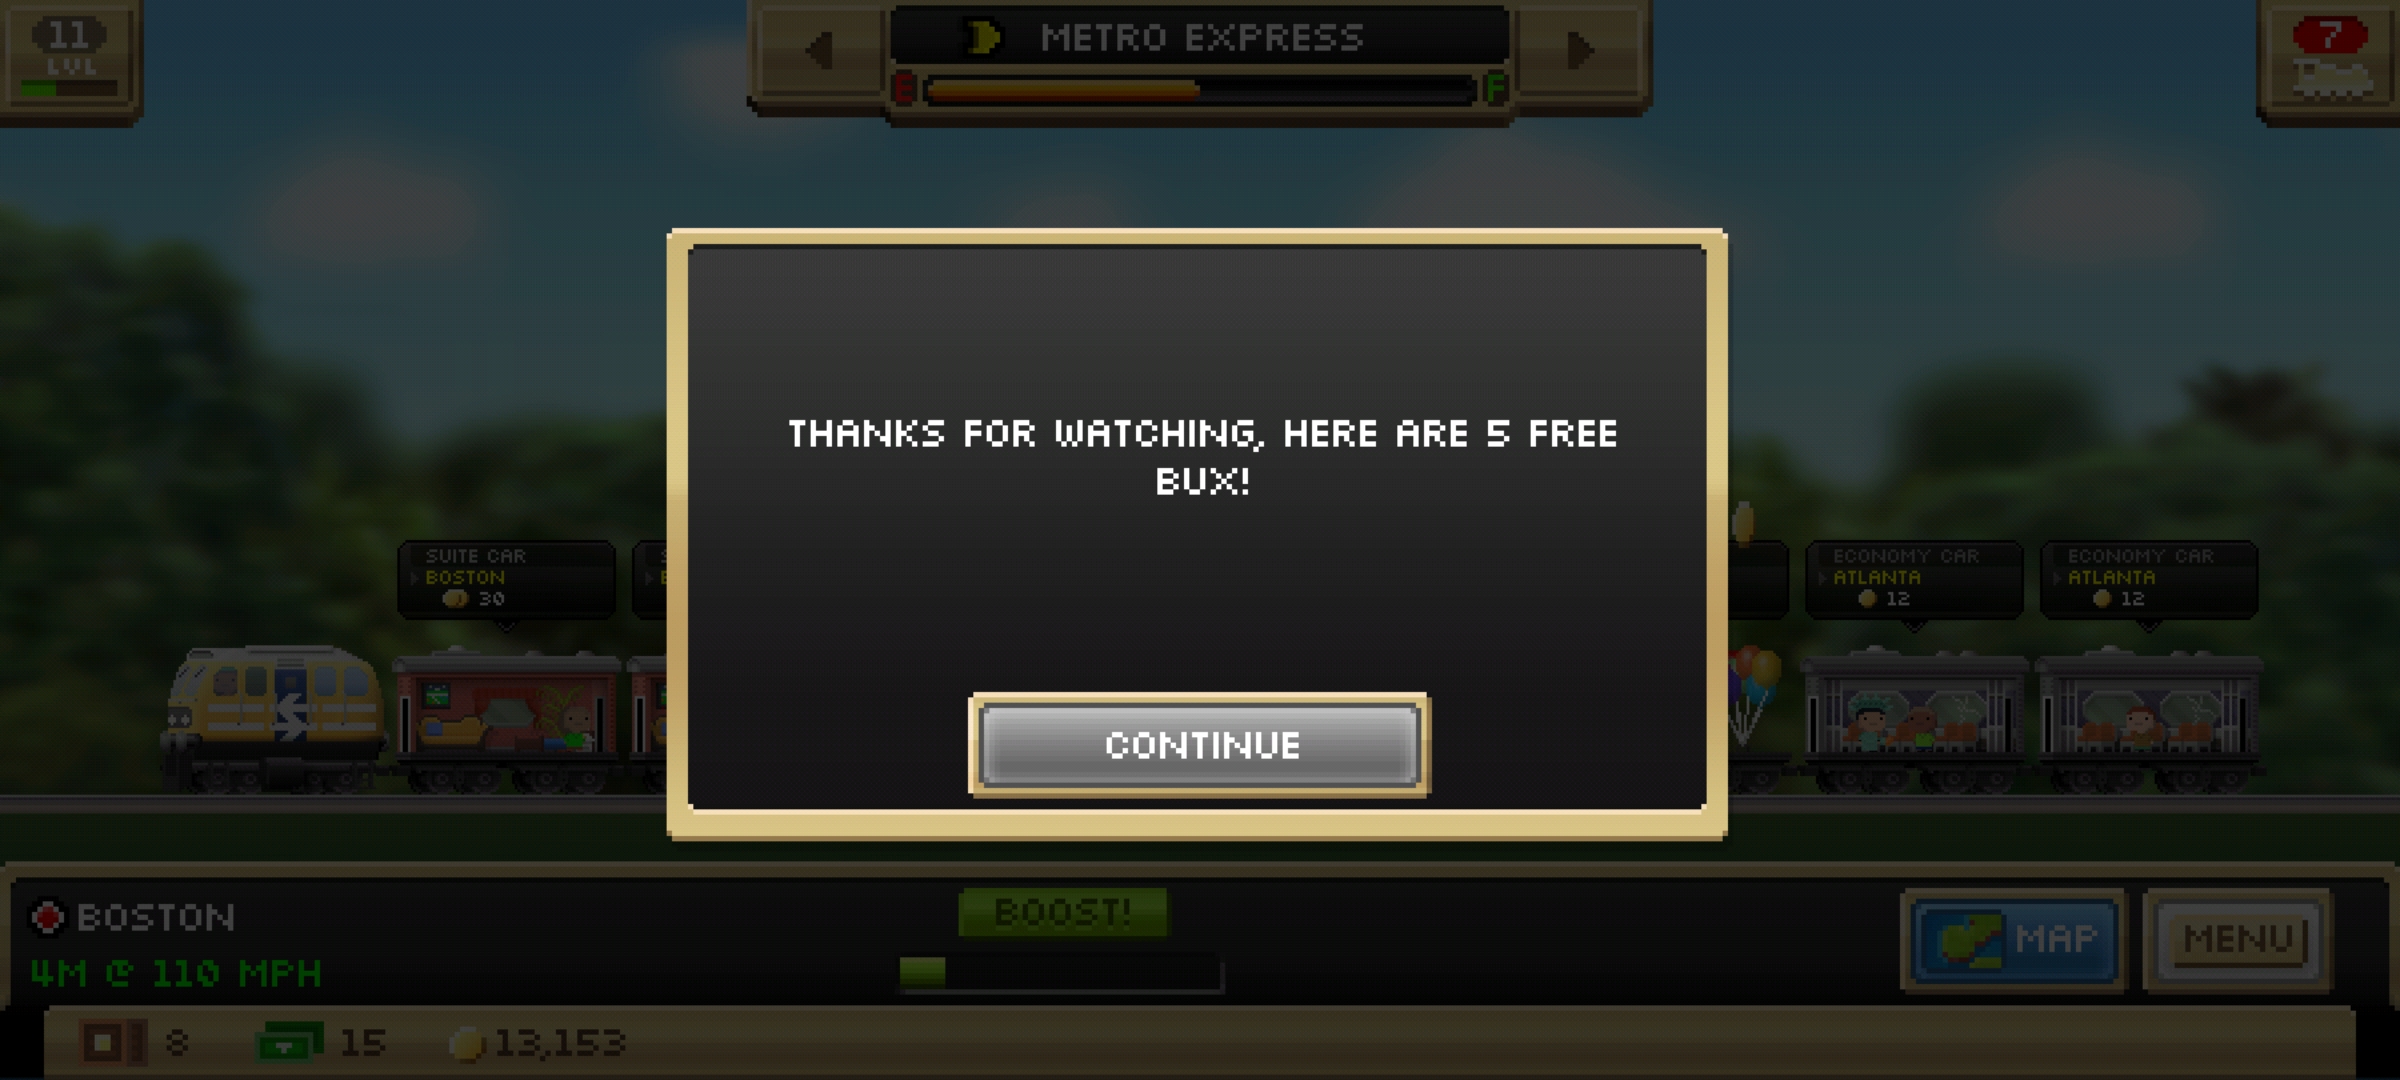 11
LVL
METRO EXPRESS
E
F
7
THANKS FOR WATCHING, HERE ARE 5 FREE
BUX!
CONTINUE
SUITE CAR
BOSTON
30
ECONOMY CAR
ATLANTA
12
ECONOMY CAR
ATLANTA
12
BOSTON
4M @ 110 MPH
BOOST!
MAP
MENU
8
15
13,153